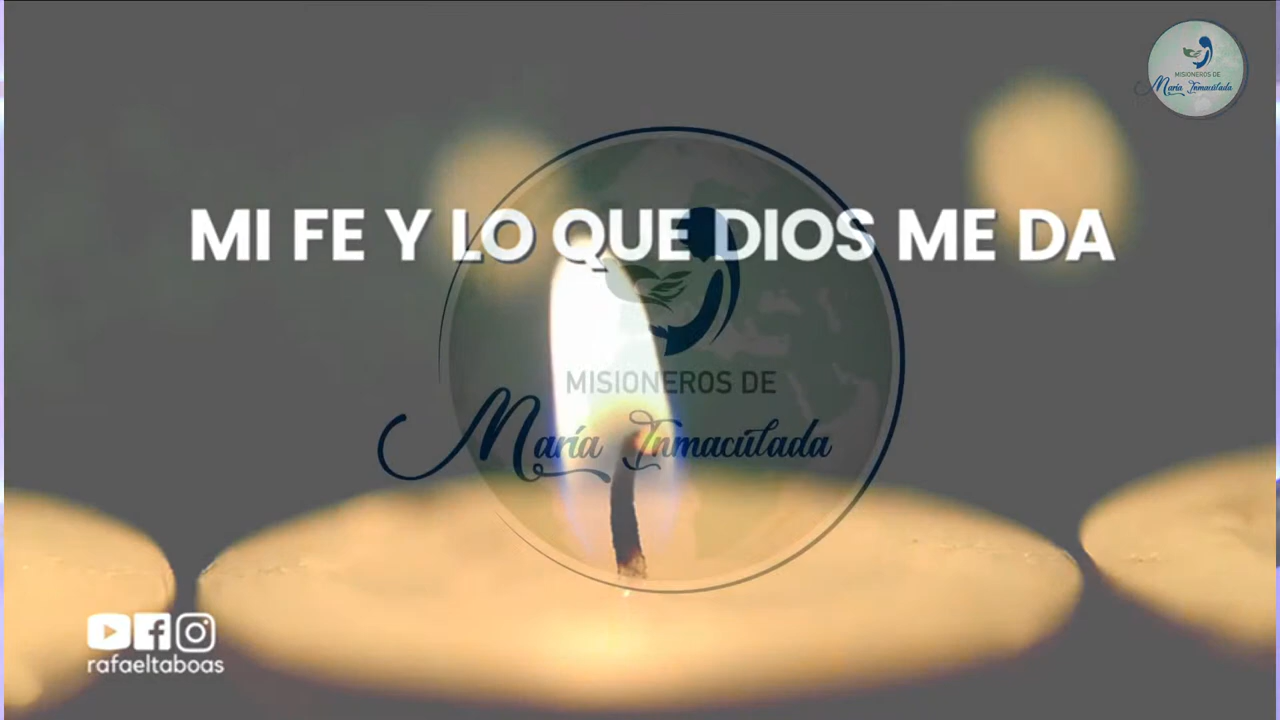 MISIONEROS DE
María Inmaculada
MI FE Y LO QUE DIOS ME DA
MISIONEROS DE
María Inmaculada
rafaeltaboas